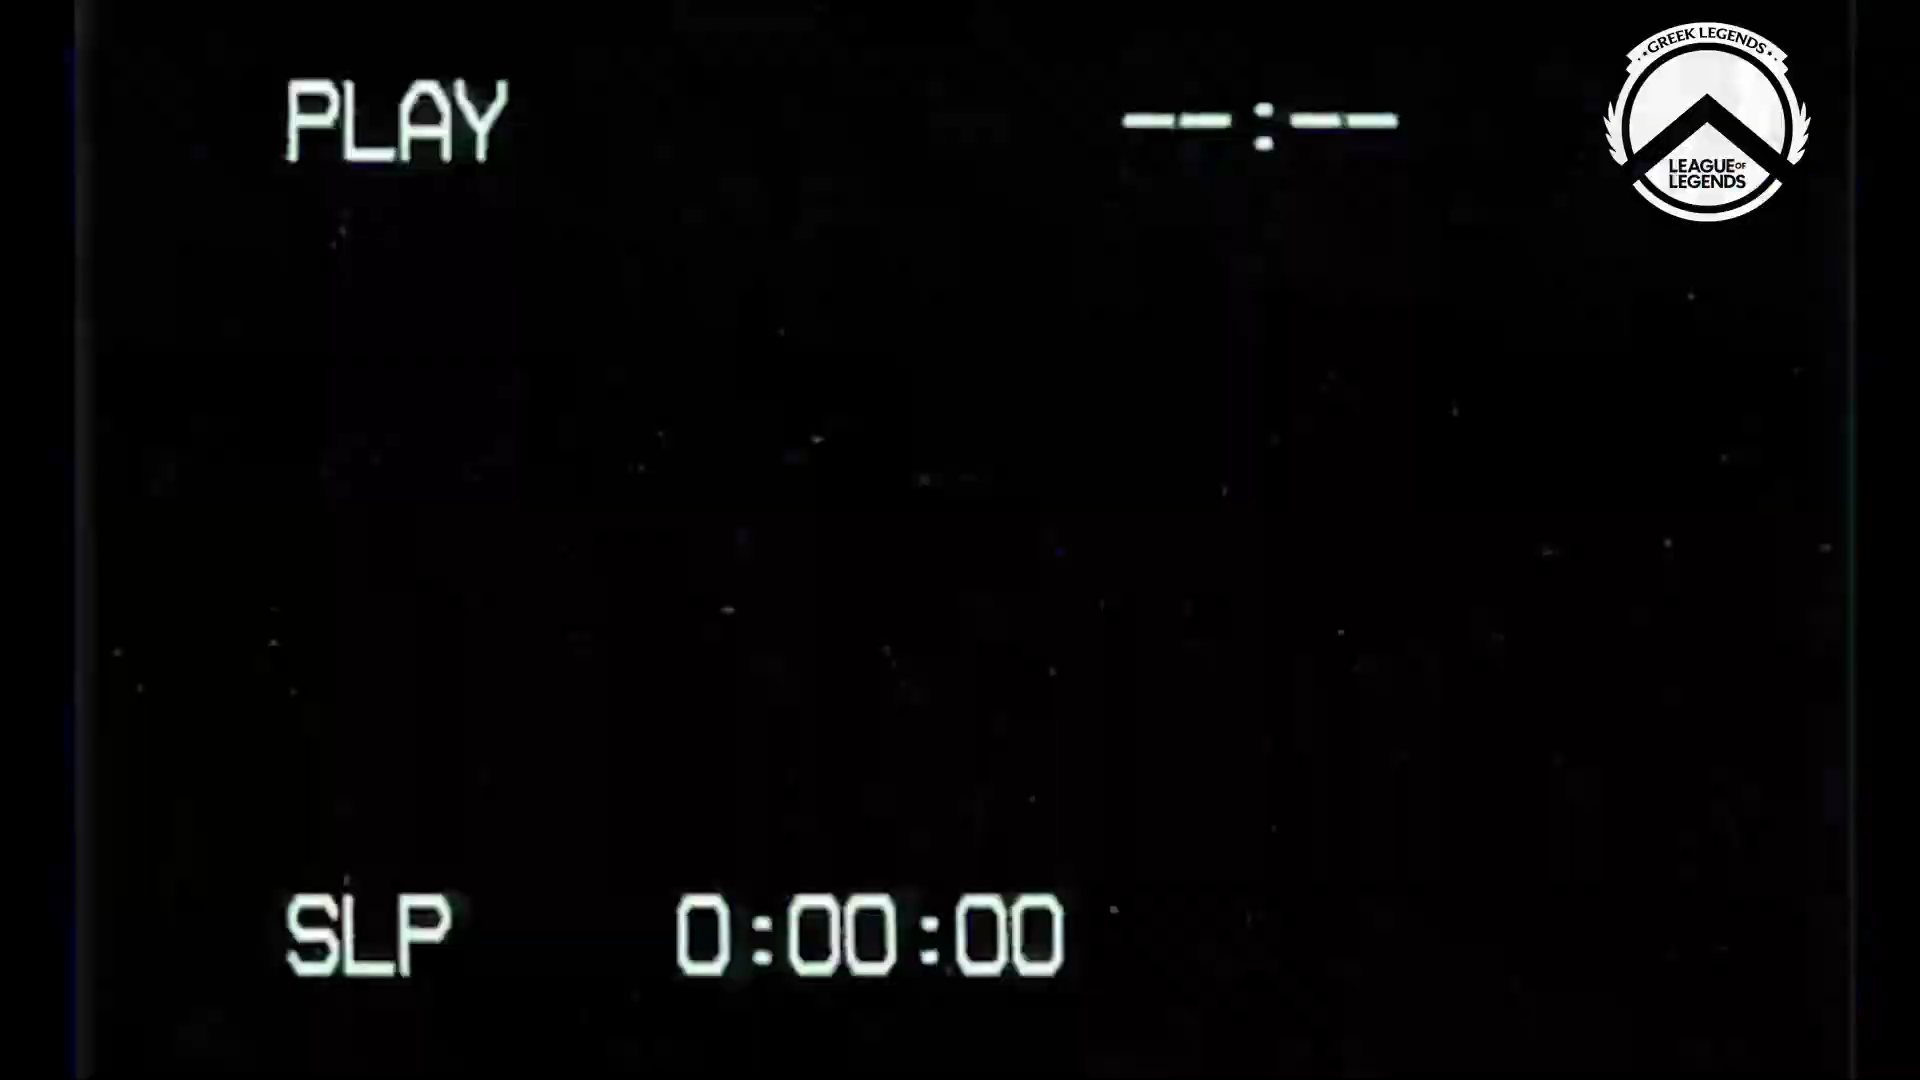 PLAY
--:--
GREEK LEGENDS
LEAGUE OF
LEGENDS
SLP 0:00:00